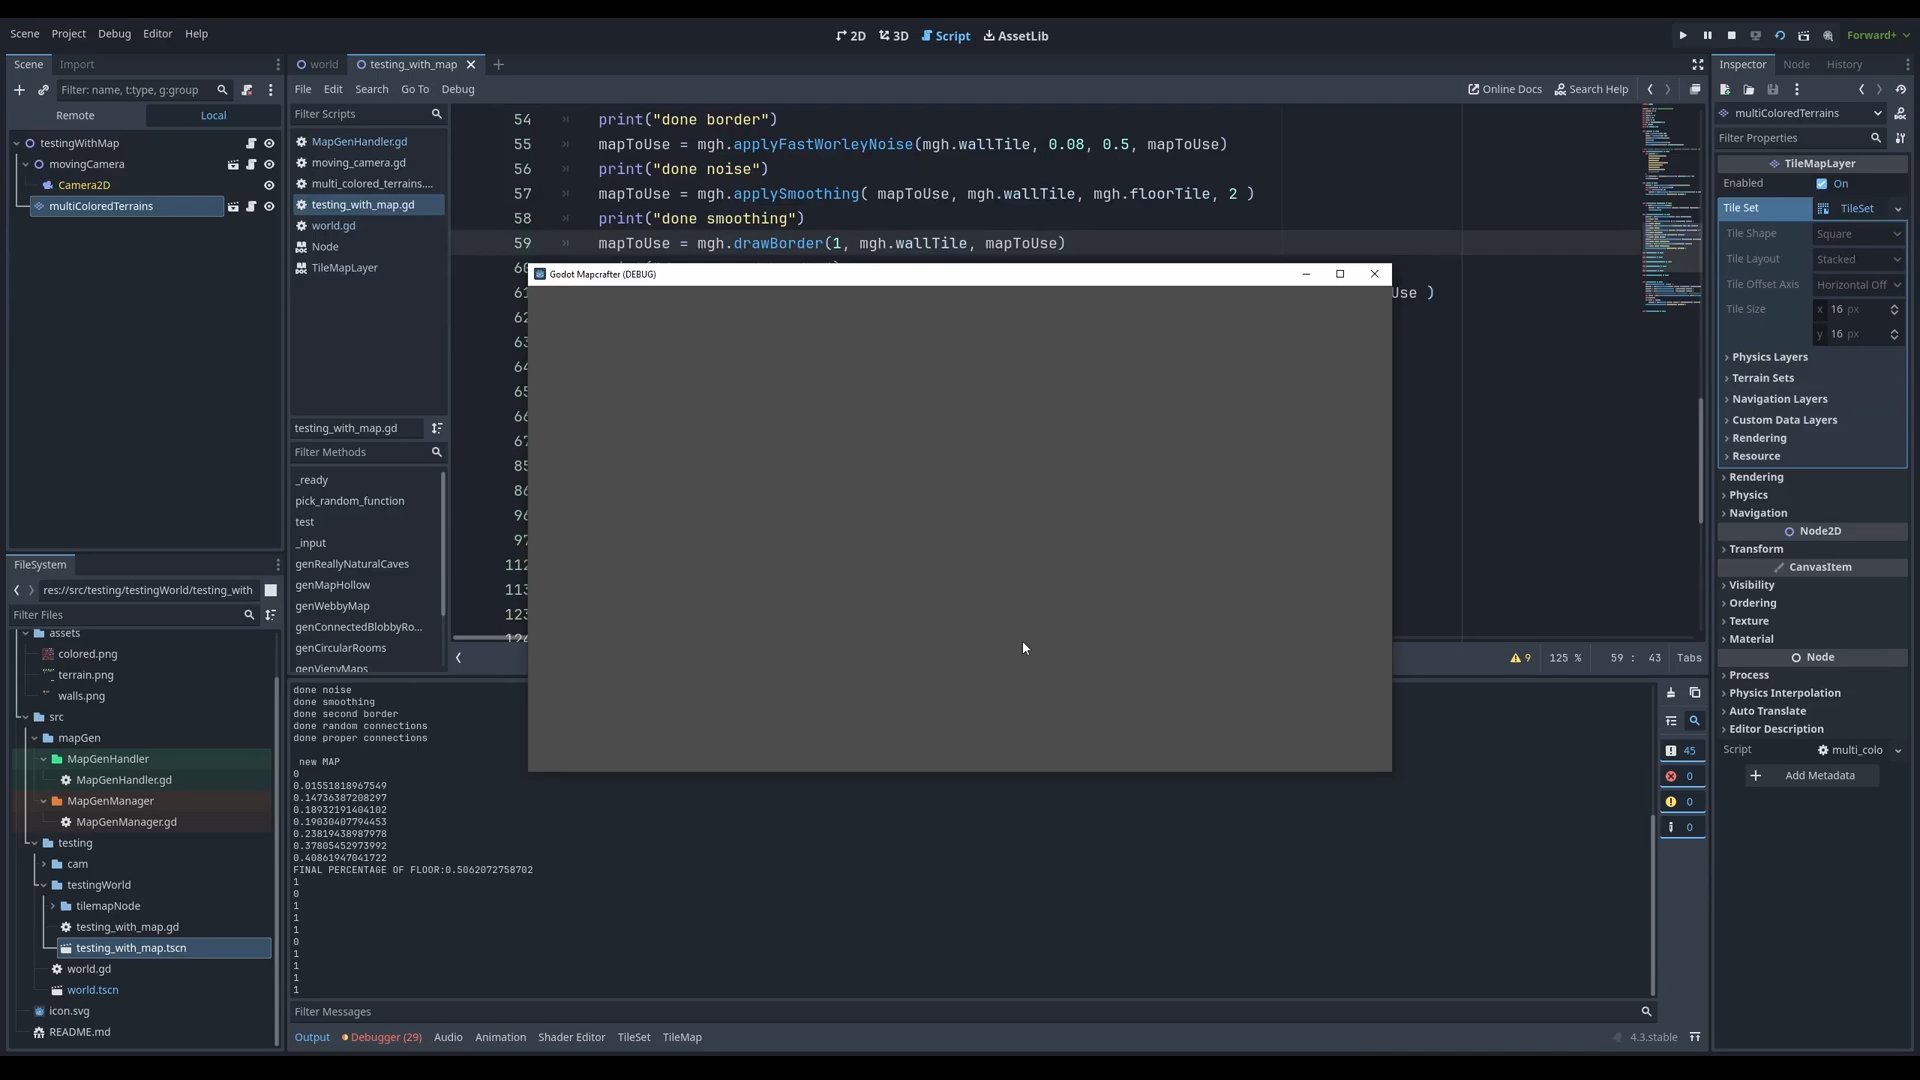 Scene Project Debug Editor Help
2D 3D Script AssetLib
Forward+
Scene Import
world testing_with_map
Inspector Node History
Filter: name, t:type, g:group
File Edit Search Go To Debug
Online Docs Search Help
Remote Local
testingWithMap
movingCamera
Camera2D
multiColoredTerrains
Filter Scripts
MapGenHandler.gd
moving_camera.gd
multi_colored_terrains....
testing_with_map.gd
world.gd
Node
TileMapLayer
testing_with_map.gd
Filter Methods
_ready
pick_random_function
test
_input
genReallyNaturalCaves
genMapHollow
genWebbyMap
genConnectedBlobbyRo...
genCircularRooms
genVienyMaps
54 print("done border")
55 mapToUse = mgh.applyFastWorleyNoise(mgh.wallTile, 0.08, 0.5, mapToUse)
56 print("done noise")
57 mapToUse = mgh.applySmoothing( mapToUse, mgh.wallTile, mgh.floorTile, 2 )
58 print("done smoothing")
59 mapToUse = mgh.drawBorder(1, mgh.wallTile, mapToUse)
Use )
Godot Mapcrafter (DEBUG)
112
113
123
9 125 % 59 : 43 Tabs
FileSystem
res://src/testing/testingWorld/testing_with
Filter Files
assets
colored.png
terrain.png
walls.png
src
mapGen
MapGenHandler
MapGenHandler.gd
MapGenManager
MapGenManager.gd
testing
cam
testingWorld
tilemapNode
testing_with_map.gd
testing_with_map.tscn
world.gd
world.tscn
icon.svg
README.md
done noise
done smoothing
done second border
done random connections
done proper connections
new MAP
0
0.01551818967549
0.14736387208297
0.18932191404102
0.19030407794453
0.23819438987978
0.37805452973992
0.40861947041722
FINAL PERCENTAGE OF FLOOR:0.5062072758702
1
0
1
1
1
0
1
1
1
1
45
0
0
0
Filter Messages
Output Debugger (29) Audio Animation Shader Editor TileSet TileMap
4.3.stable
multiColoredTerrains
Filter Properties
TileMapLayer
Enabled On
Tile Set TileSet
Tile Shape Square
Tile Layout Stacked
Tile Offset Axis Horizontal Off
Tile Size x 16 px
y 16 px
Physics Layers
Terrain Sets
Navigation Layers
Custom Data Layers
Rendering
Resource
Rendering
Physics
Navigation
Node2D
Transform
CanvasItem
Visibility
Ordering
Texture
Material
Node
Process
Physics Interpolation
Auto Translate
Editor Description
Script multi_colo
Add Metadata